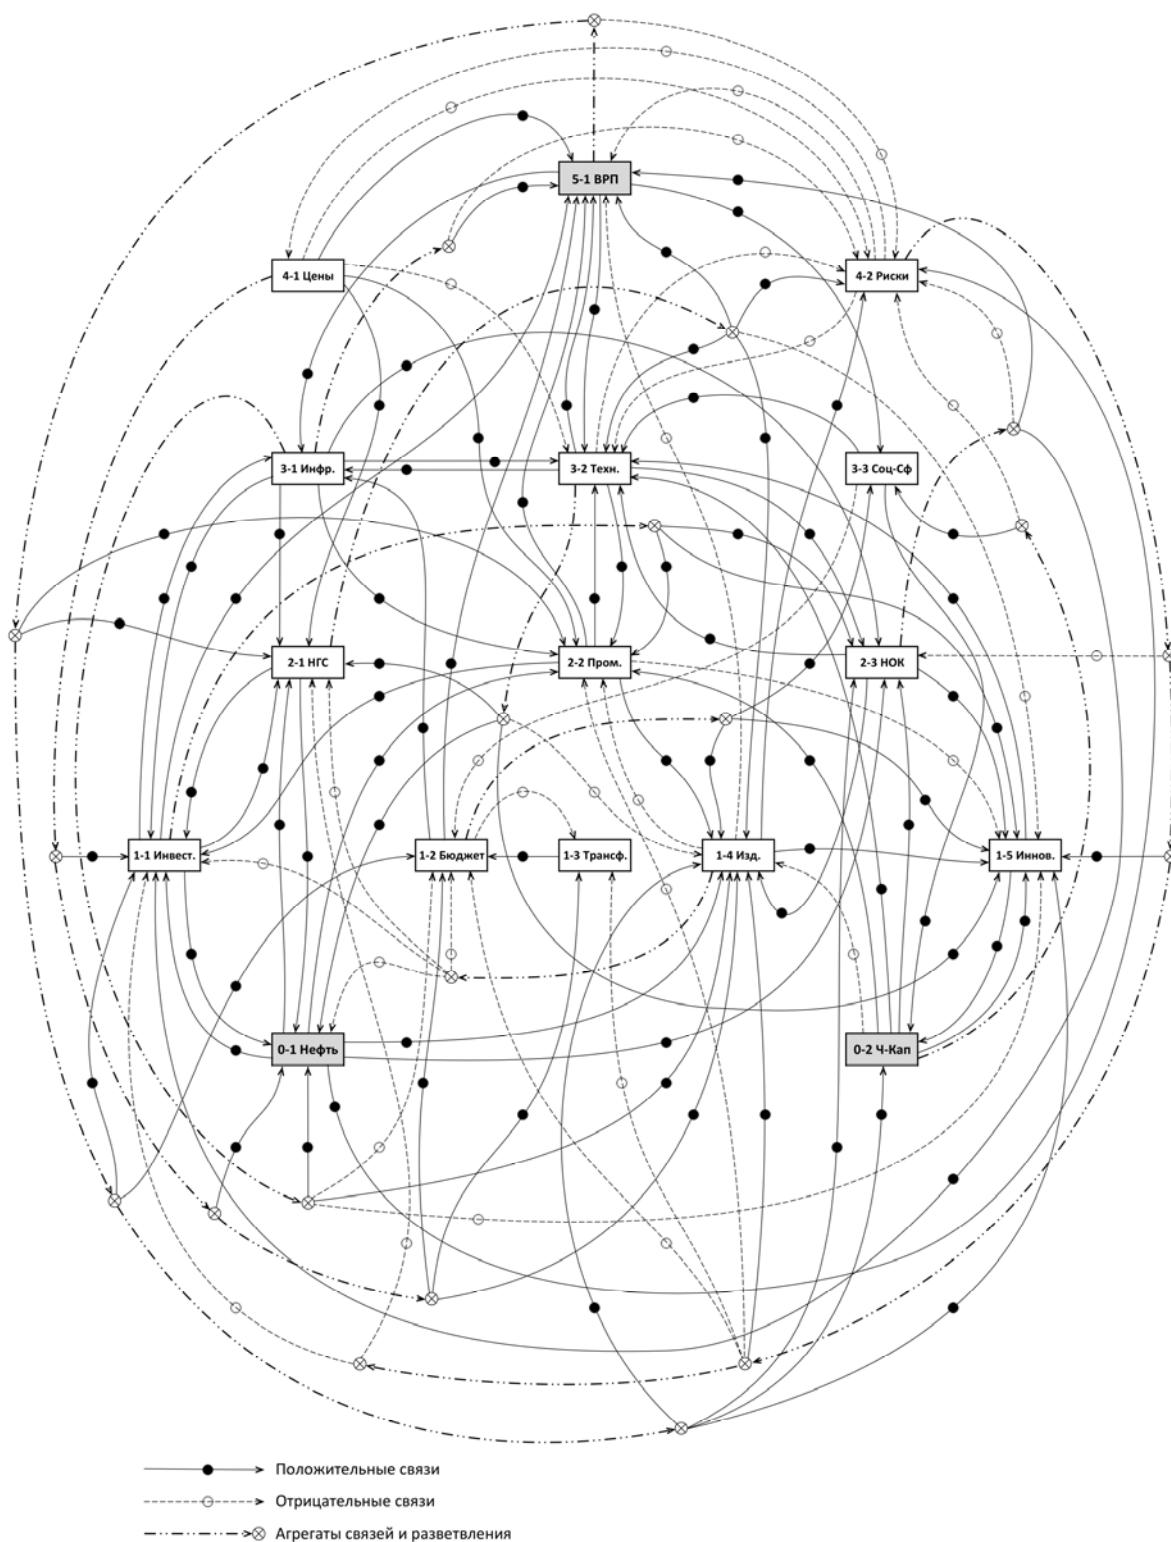 5-1 ВРП
4-1 Цены
4-2 Риски
3-1 Инфр.
3-2 Техн.
3-3 Соц-Сф
2-1 НГС
2-2 Пром.
2-3 НОК
1-1 Инвест.
1-2 Бюджет
1-3 Трансф.
1-4 Изд.
1-5 Иннов.
0-1 Нефть
0-2 Ч-Кап
Положительные связи
Отрицательные связи
Агрегаты связей и разветвления